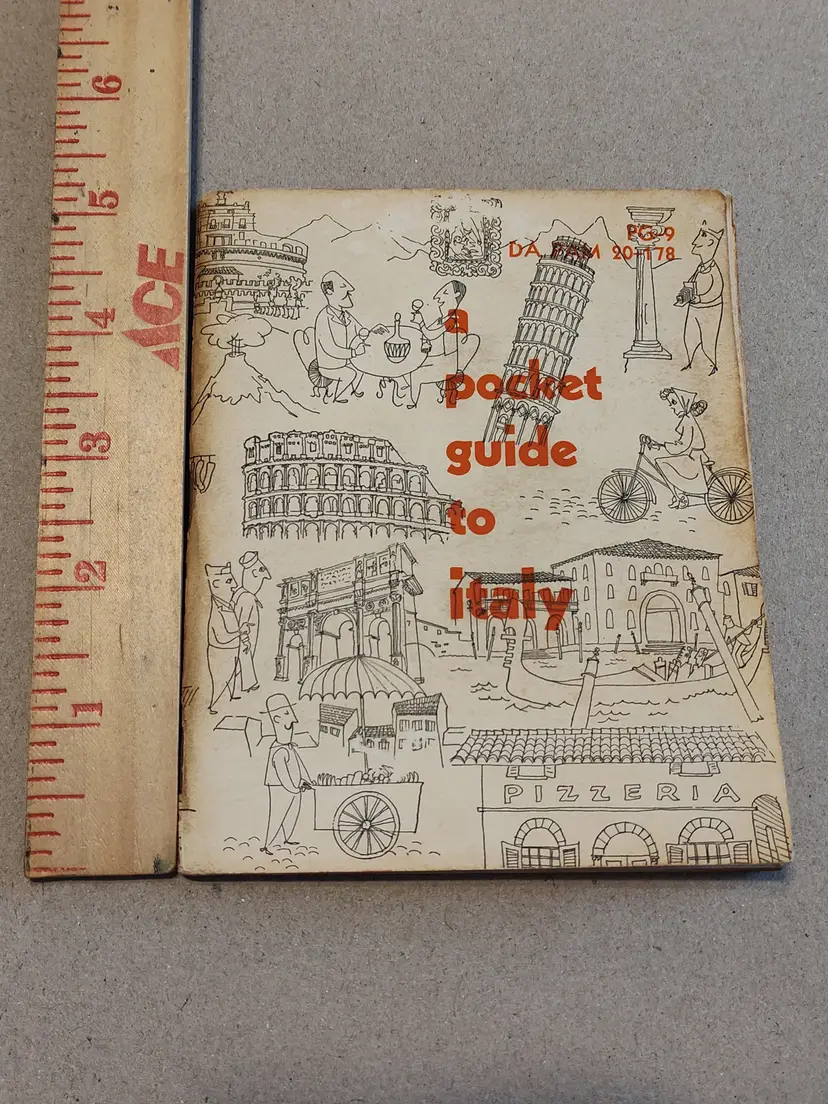 6
5
ACE
4
3
2
1
PG-9
DA PAM 20-178
a
pocket
guide
to
italy
PIZZERIA